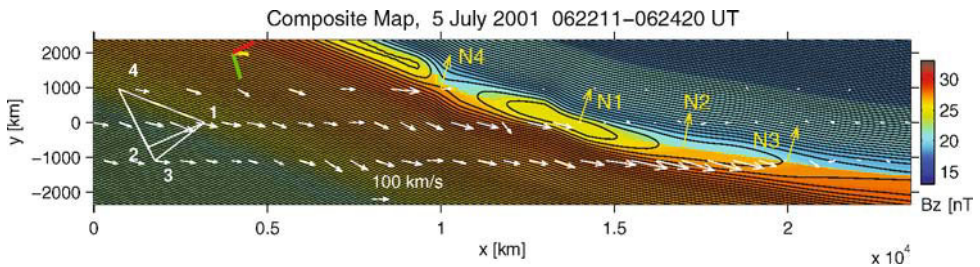 Composite Map, 5 July 2001 062211−062420 UT
2000
1000
0
−1000
−2000
y [km]
4
1
2
3
N4
N1
N2
N3
100 km/s
30
25
20
15
Bz [nT
0
0.5
1
1.5
2
x [km]
x 10⁴